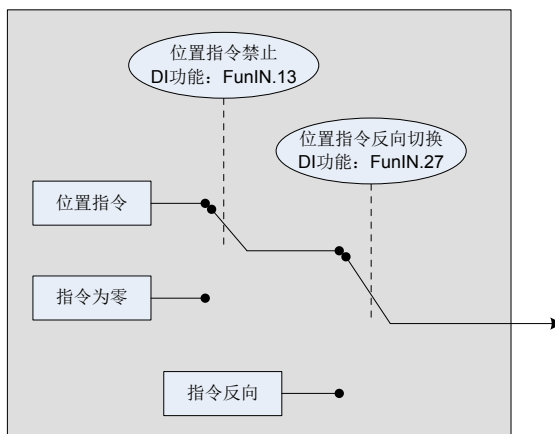 位置指令禁止
DI功能：FunIN.13
位置指令反向切换
DI功能：FunIN.27
位置指令
指令为零
指令反向